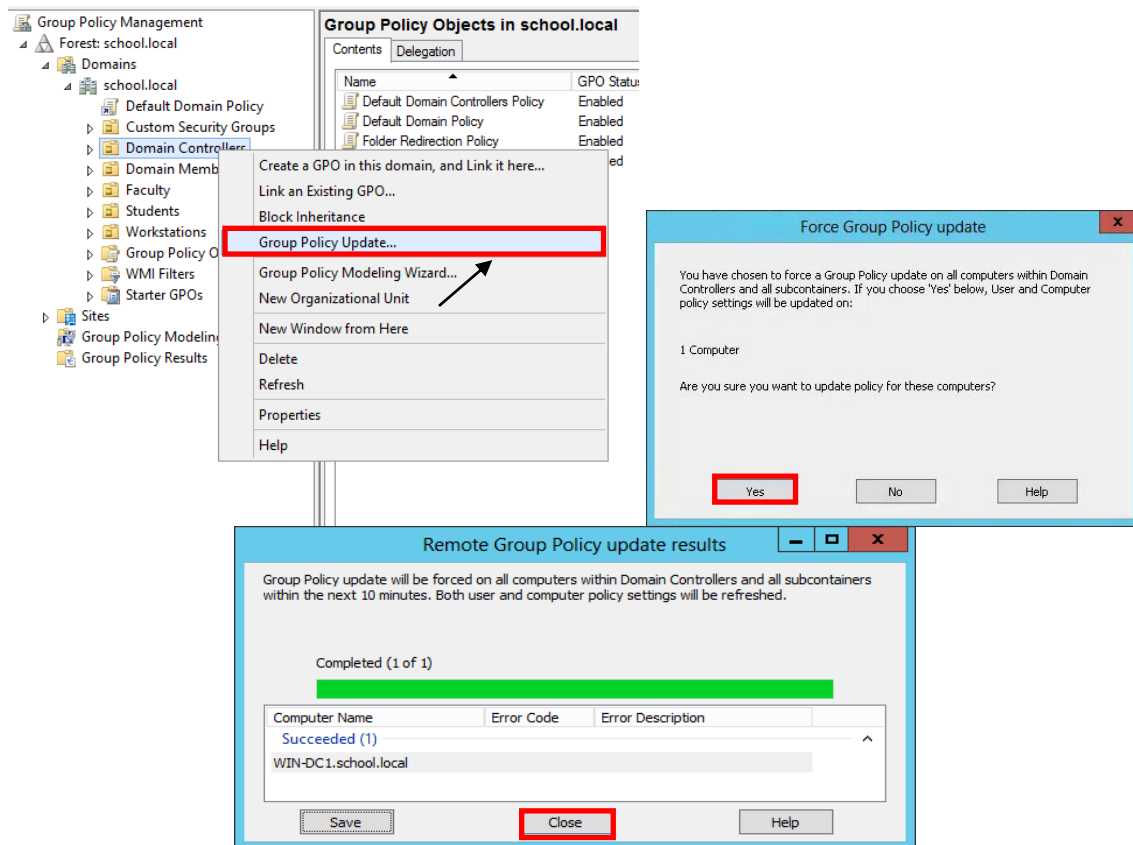 Group Policy Management
Forest: school.local
Domains
school.local
Default Domain Policy
Custom Security Groups
Domain Controllers
Domain Memb
Faculty
Students
Workstations
Group Policy O
WMI Filters
Starter GPOs
Sites
Group Policy Modeling
Group Policy Results
Group Policy Objects in school.local
Contents Delegation
Name GPO Statu
Default Domain Controllers Policy Enabled
Default Domain Policy Enabled
Folder Redirection Policy Enabled
Create a GPO in this domain, and Link it here...
Link an Existing GPO...
Block Inheritance
Group Policy Update...
Group Policy Modeling Wizard...
New Organizational Unit
New Window from Here
Delete
Refresh
Properties
Help
Force Group Policy update
x
You have chosen to force a Group Policy update on all computers within Domain
Controllers and all subcontainers. If you choose 'Yes' below, User and Computer
policy settings will be updated on:
1 Computer
Are you sure you want to update policy for these computers?
Yes No Help
Remote Group Policy update results
x
Group Policy update will be forced on all computers within Domain Controllers and all subcontainers
within the next 10 minutes. Both user and computer policy settings will be refreshed.
Completed (1 of 1)
Computer Name Error Code Error Description
Succeeded (1)
WIN-DC1.school.local
Save Close Help